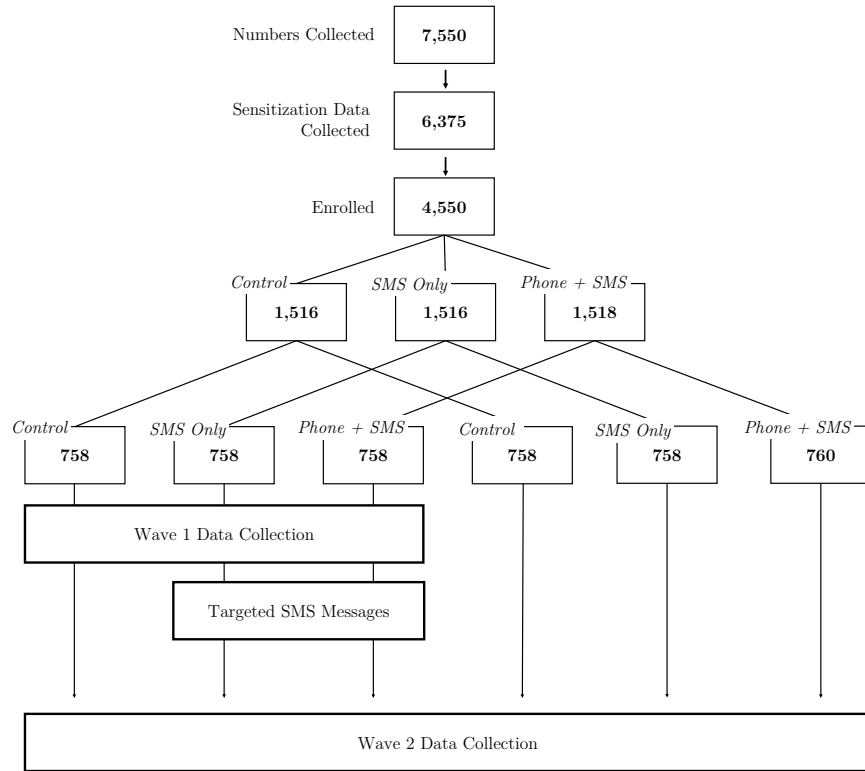 Numbers Collected
7,550
Sensitization Data
Collected
6,375
Enrolled
4,550
Control
SMS Only
Phone + SMS
1,516
1,516
1,518
Control
SMS Only
Phone + SMS
Control
SMS Only
Phone + SMS
758
758
758
758
758
760
Wave 1 Data Collection
Targeted SMS Messages
Wave 2 Data Collection